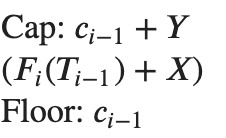 Cap: c_{i−1} + Y
(F_i(T_{i−1}) + X)
Floor: c_{i−1}